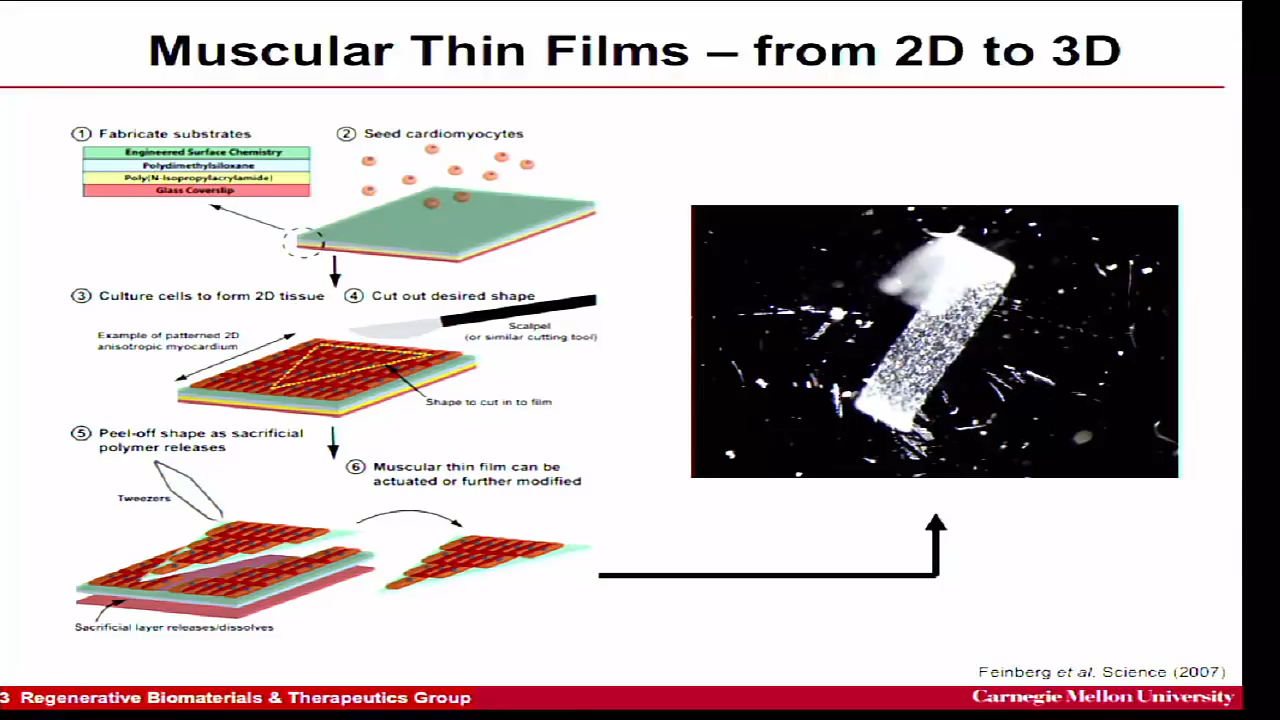 Muscular Thin Films – from 2D to 3D
1 Fabricate substrates
Engineered Surface Chemistry
Polydimethylsiloxane
Poly(N-Isopropylacrylamide)
Glass Coverslip
2 Seed cardiomyocytes
3 Culture cells to form 2D tissue
Example of patterned 2D
anisotropic myocardium
4 Cut out desired shape
Scalpel
(or similar cutting tool)
Shape to cut in to film
5 Peel-off shape as sacrificial
polymer releases
Tweezers
Sacrificial layer releases/dissolves
6 Muscular thin film can be
actuated or further modified
Feinberg et al, Science (2007)
3 Regenerative Biomaterials & Therapeutics Group
Carnegie Mellon University